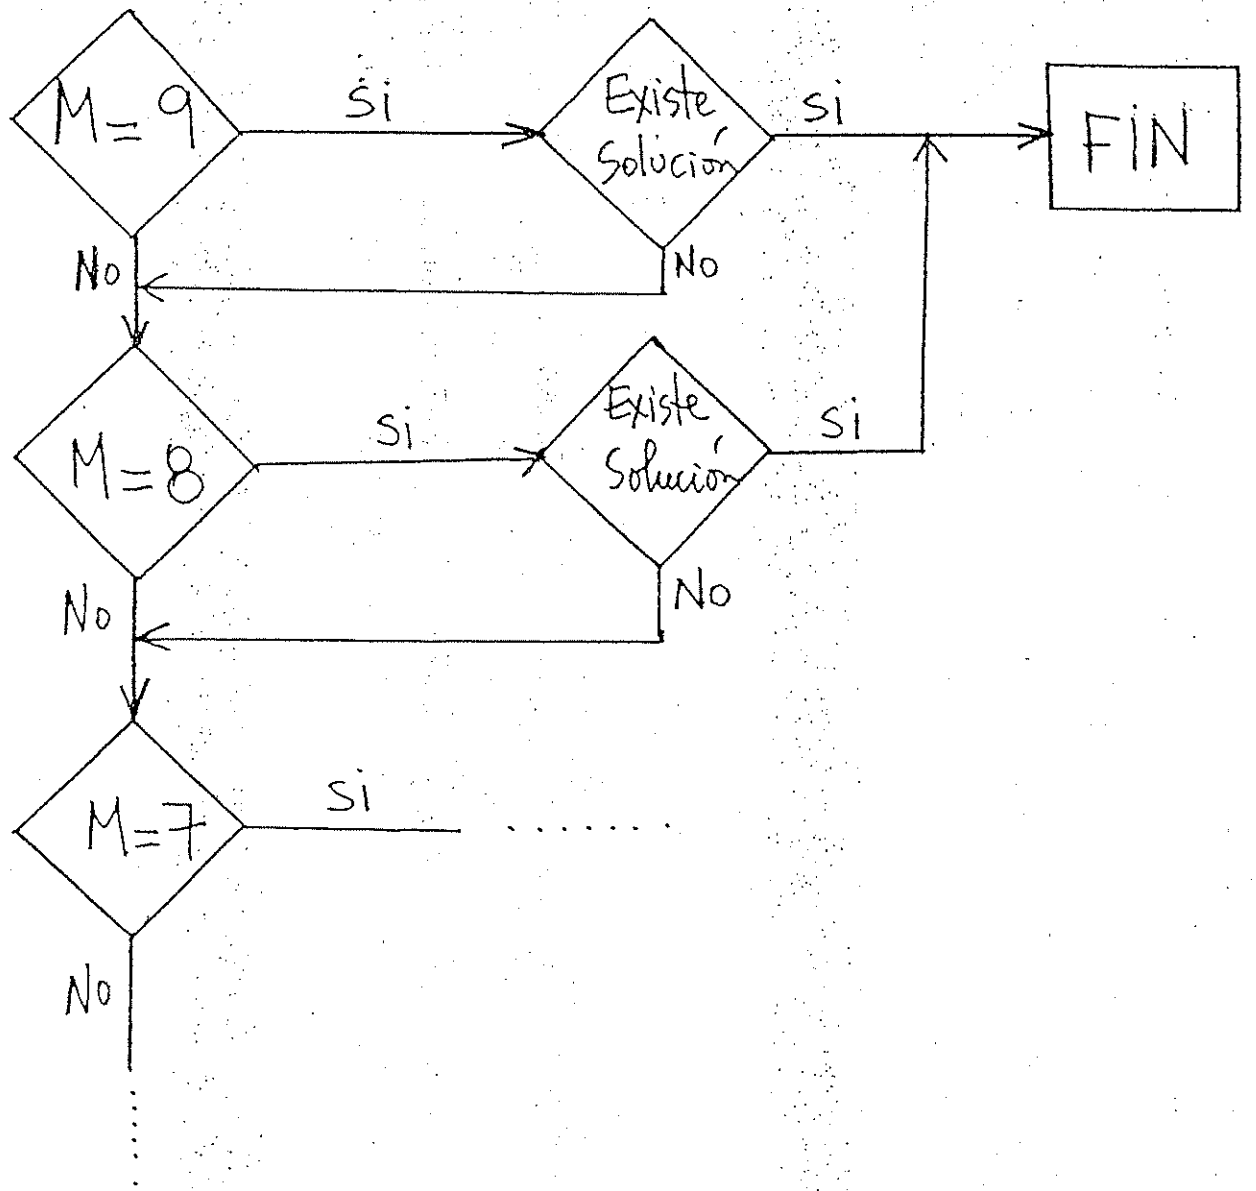 M=9
Si
Existe
Solución
Si
FiN
No
No
M=8
Si
Existe
Solución
Si
No
No
M=7
Si
.......
No
......